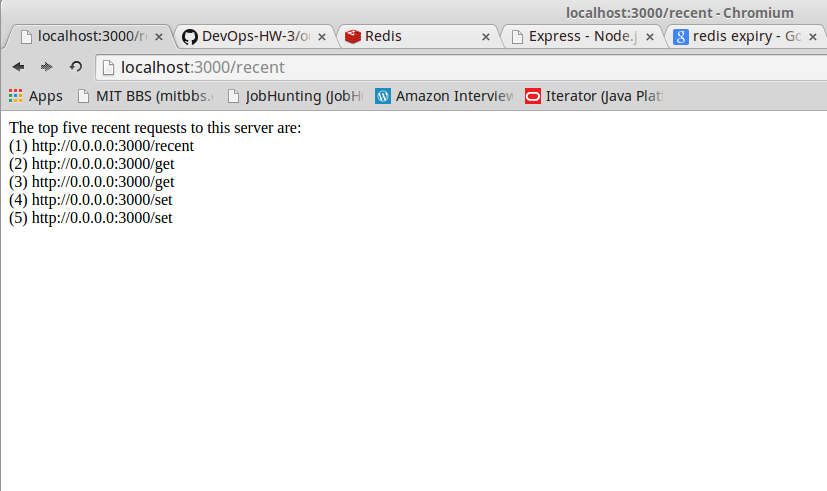 localhost:3000/recent - Chromium
localhost:3000/r
DevOps-HW-3/o
Redis
Express - Node.j
redis expiry - Go
localhost:3000/recent
Apps
MIT BBS (mitbbs.
JobHunting (JobH
Amazon Interview
Iterator (Java Plat
The top five recent requests to this server are:
(1) http://0.0.0.0:3000/recent
(2) http://0.0.0.0:3000/get
(3) http://0.0.0.0:3000/get
(4) http://0.0.0.0:3000/set
(5) http://0.0.0.0:3000/set